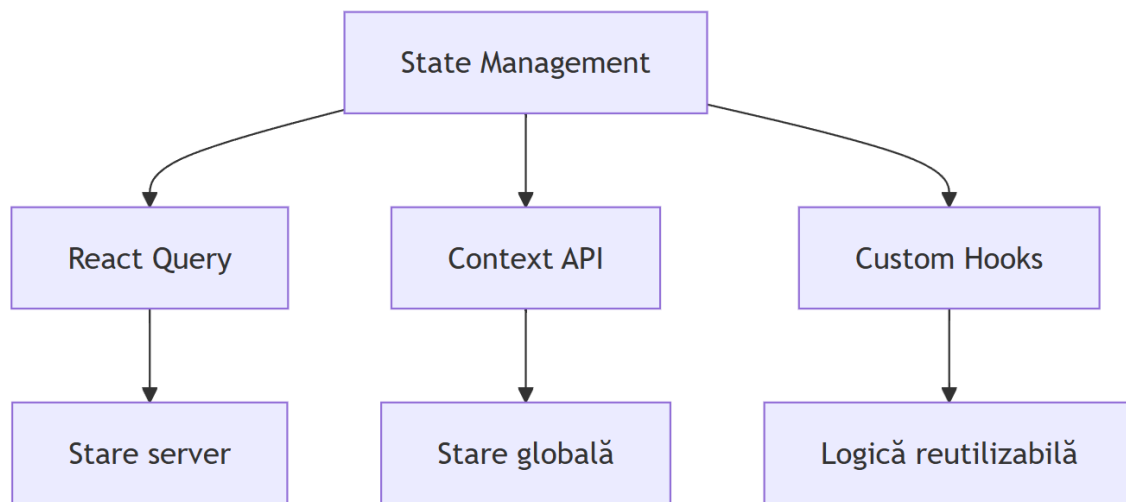 State Management
React Query
Context API
Custom Hooks
Stare server
Stare globală
Logică reutilizabilă